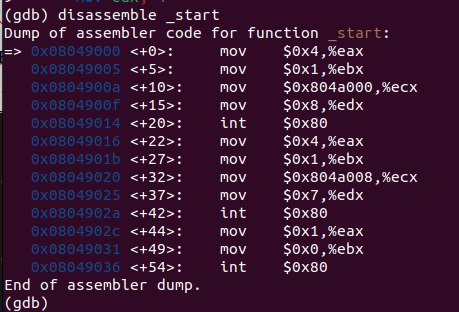 (gdb) disassemble _start
Dump of assembler code for function _start:
=> 0x08049000 <+0>:	mov    $0x4,%eax
   0x08049005 <+5>:	mov    $0x1,%ebx
   0x0804900a <+10>:	mov    $0x804a000,%ecx
   0x0804900f <+15>:	mov    $0x8,%edx
   0x08049014 <+20>:	int    $0x80
   0x08049016 <+22>:	mov    $0x4,%eax
   0x0804901b <+27>:	mov    $0x1,%ebx
   0x08049020 <+32>:	mov    $0x804a008,%ecx
   0x08049025 <+37>:	mov    $0x7,%edx
   0x0804902a <+42>:	int    $0x80
   0x0804902c <+44>:	mov    $0x1,%eax
   0x08049031 <+49>:	mov    $0x0,%ebx
   0x08049036 <+54>:	int    $0x80
End of assembler dump.
(gdb)